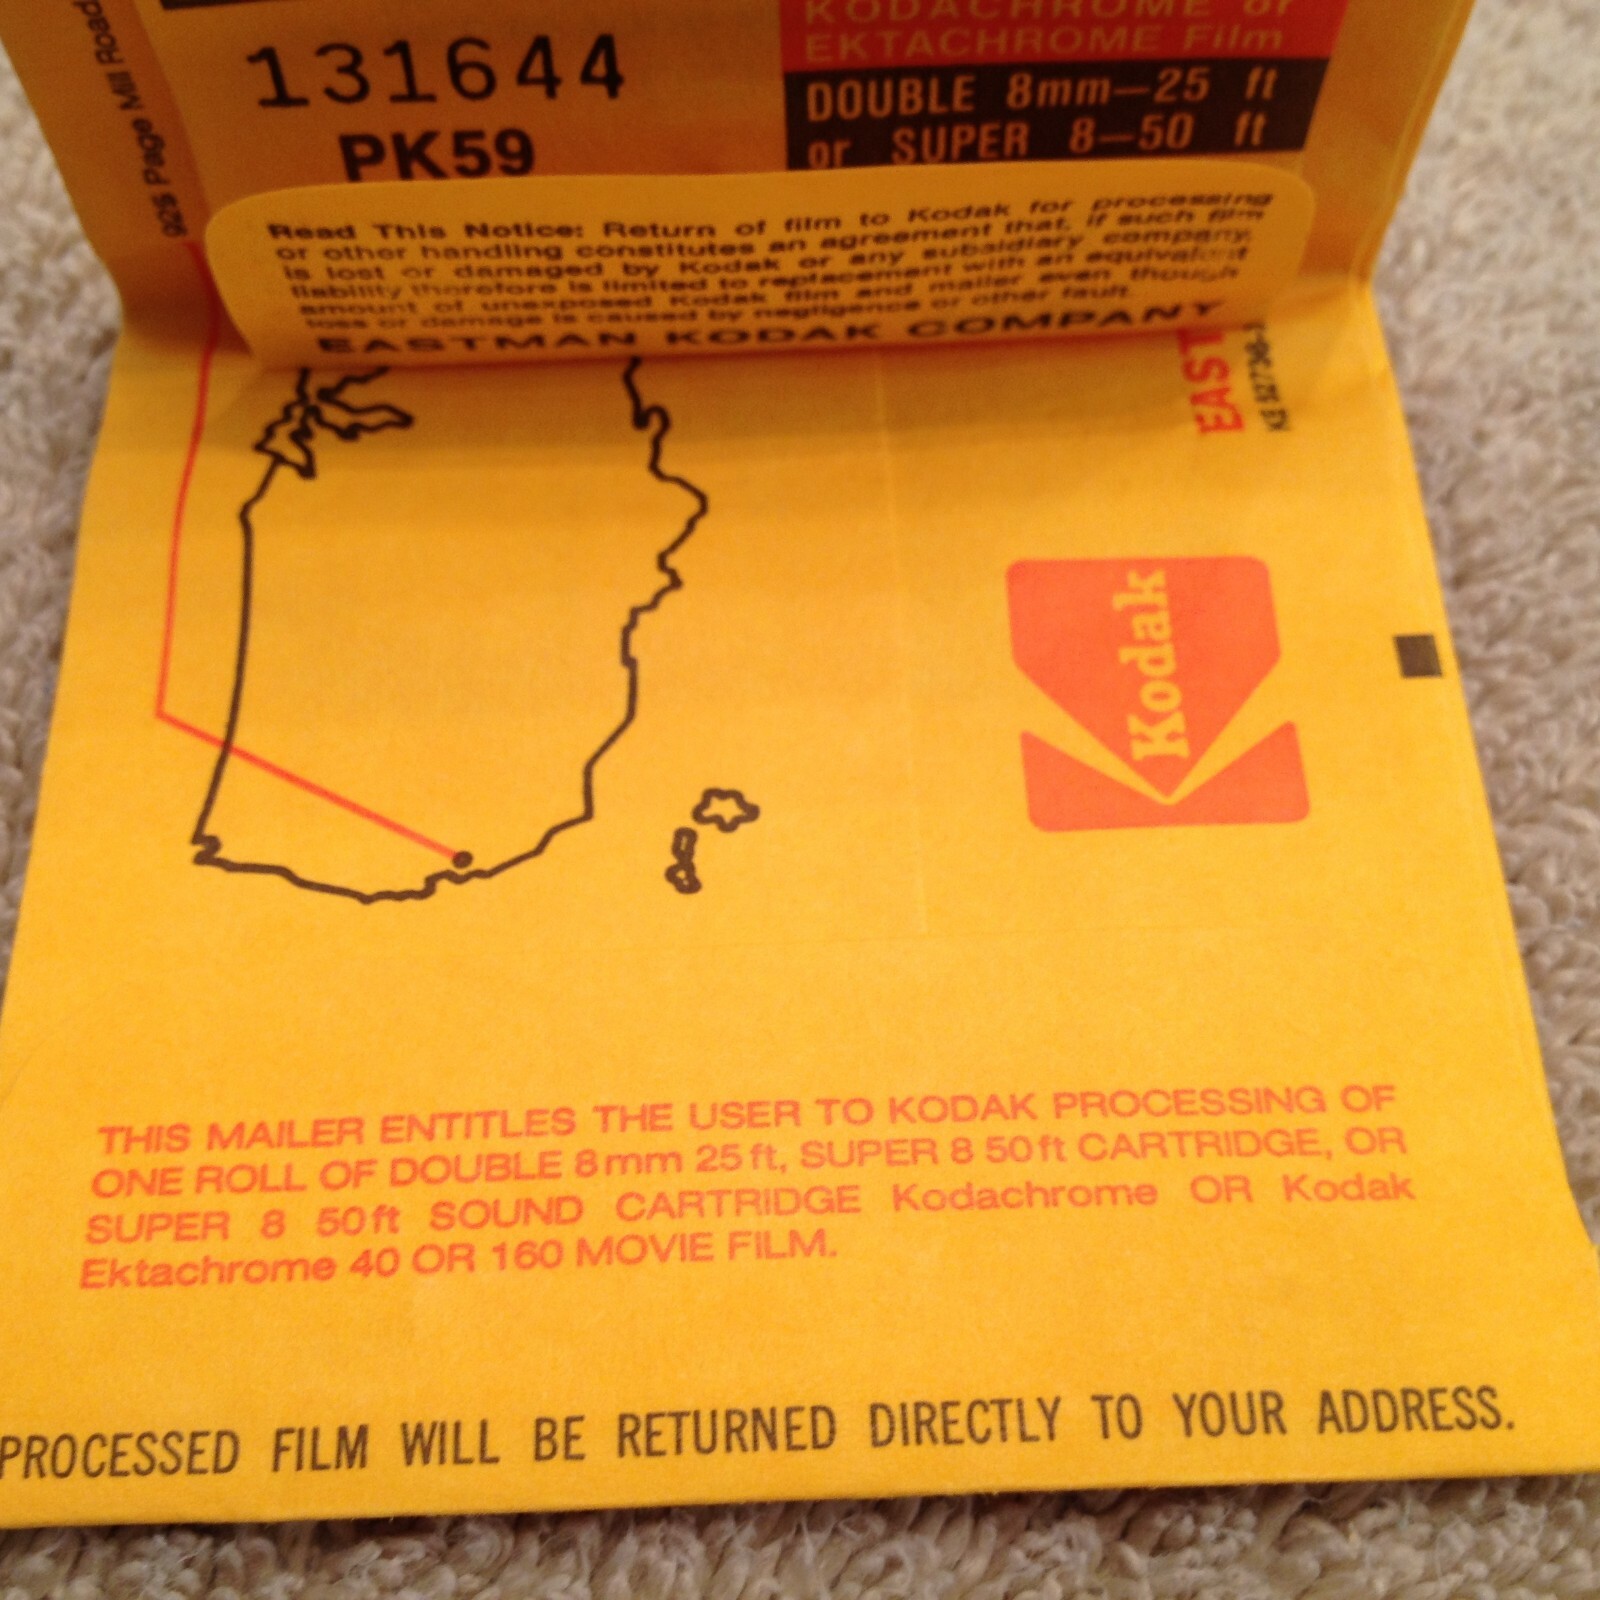 KODACHROME or
EKTACHROME Film
DOUBLE 8mm—25 ft
or SUPER 8—50 ft
131644
PK59
925 Page Mill Road
Read This Notice: Return of film to Kodak for processing
or other handling constitutes an agreement that, if such film
is lost or damaged by Kodak or any subsidiary company,
liability therefore is limited to replacement with an equivalent
amount of unexposed Kodak film and mailer even though
loss or damage is caused by negligence or other fault.
EASTMAN KODAK COMPANY
EAST
Kodak
THIS MAILER ENTITLES THE USER TO KODAK PROCESSING OF
ONE ROLL OF DOUBLE 8mm 25ft, SUPER 8 50ft CARTRIDGE, OR
SUPER 8 50ft SOUND CARTRIDGE Kodachrome OR Kodak
Ektachrome 40 OR 160 MOVIE FILM.
PROCESSED FILM WILL BE RETURNED DIRECTLY TO YOUR ADDRESS.